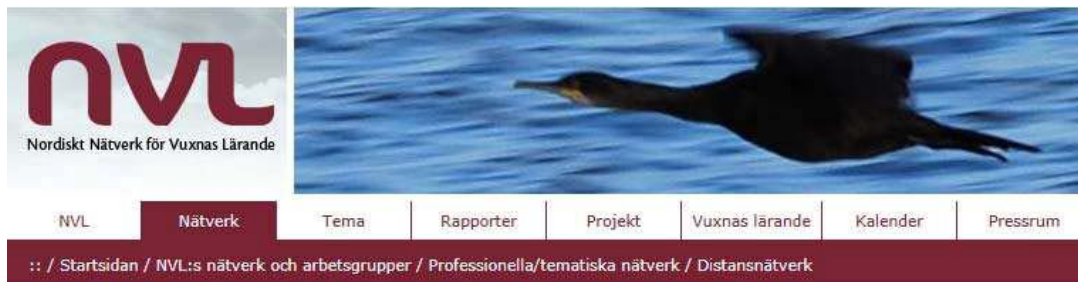 nvl
Nordiskt Nätverk för Vuxnas Lärande
NVL Nätverk Tema Rapporter Projekt Vuxnas lärande Kalender Pressrum
:: / Startsidan / NVL:s nätverk och arbetsgrupper / Professionella/tematiska nätverk / Distansnätverk